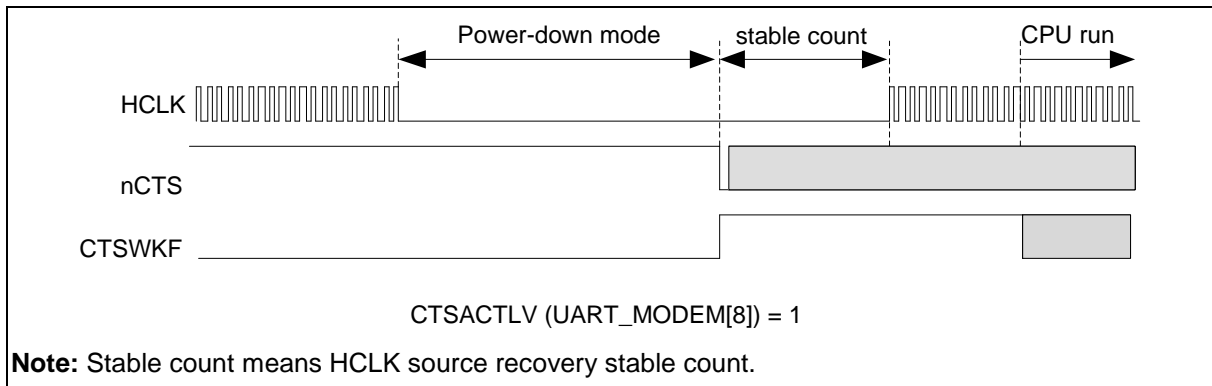 Power-down mode stable count CPU run
HCLK
nCTS
CTSWKF
CTSACTLV (UART_MODEM[8]) = 1
Note: Stable count means HCLK source recovery stable count.